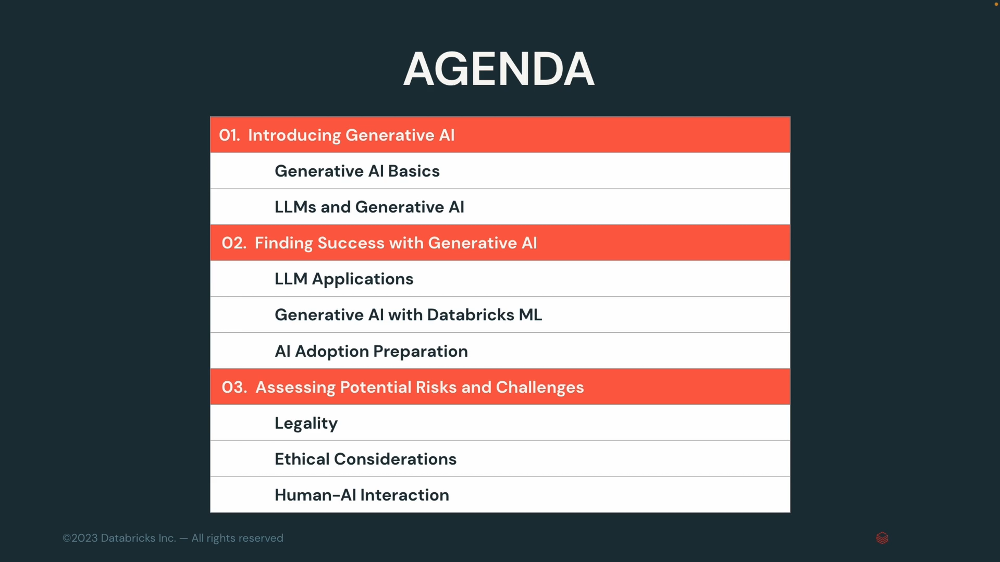 AGENDA
01. Introducing Generative AI
Generative AI Basics
LLMs and Generative AI
02. Finding Success with Generative AI
LLM Applications
Generative AI with Databricks ML
AI Adoption Preparation
03. Assessing Potential Risks and Challenges
Legality
Ethical Considerations
Human-AI Interaction
©2023 Databricks Inc. — All rights reserved